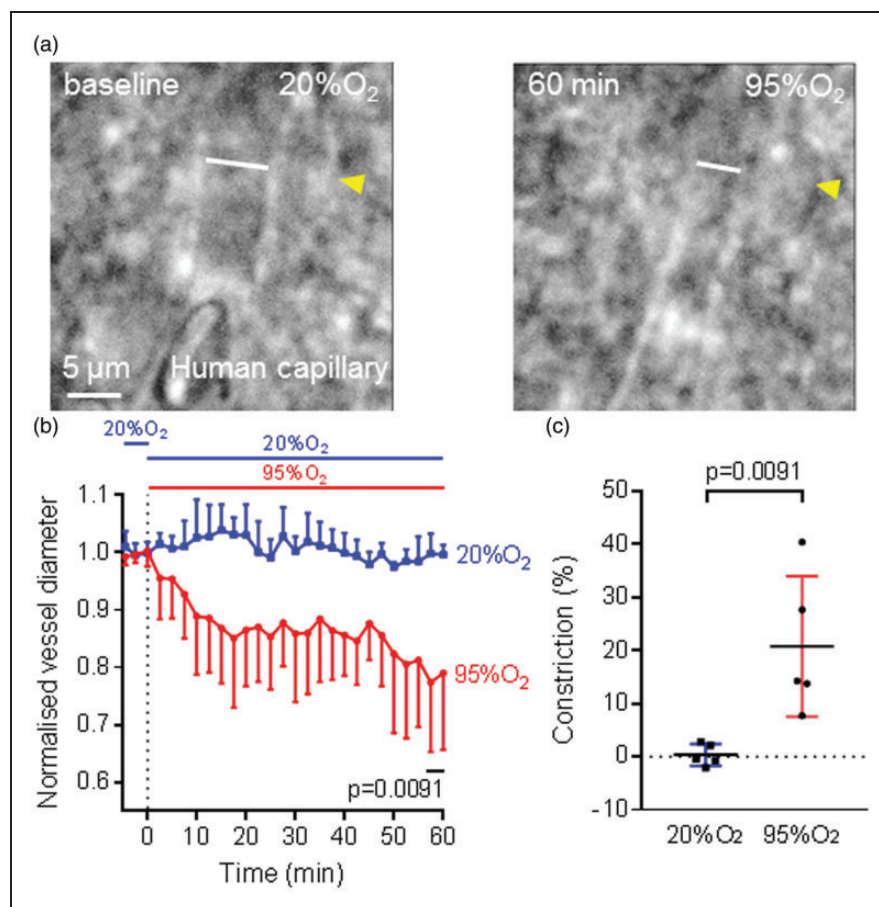 (a)
baseline 20%O₂
60 min 95%O₂
5 µm Human capillary
(b)
20%O₂
20%O₂
95%O₂
Normalised vessel diameter
1.1
1.0
0.9
0.8
0.7
0.6
20%O₂
95%O₂
p=0.0091
0 10 20 30 40 50 60
Time (min)
(c)
p=0.0091
Constriction (%)
50
40
30
20
10
0
-10
20%O₂ 95%O₂